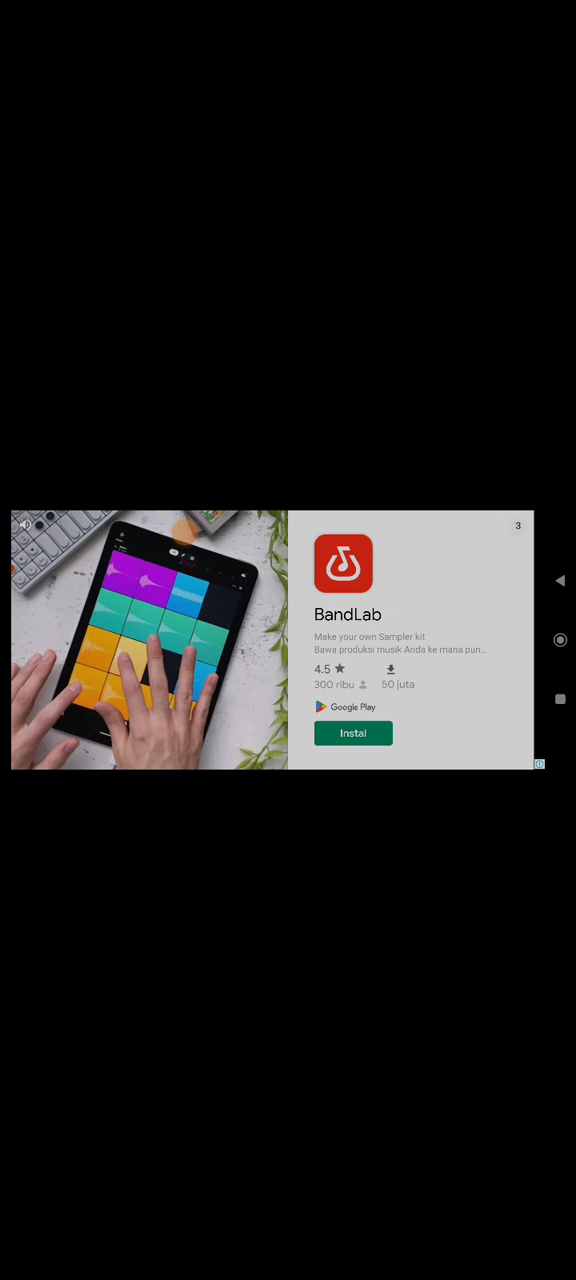 3
BandLab
Make your own Sampler kit
Bawa produksi musik Anda ke mana pun...
4.5
300 ribu
50 juta
Google Play
Instal